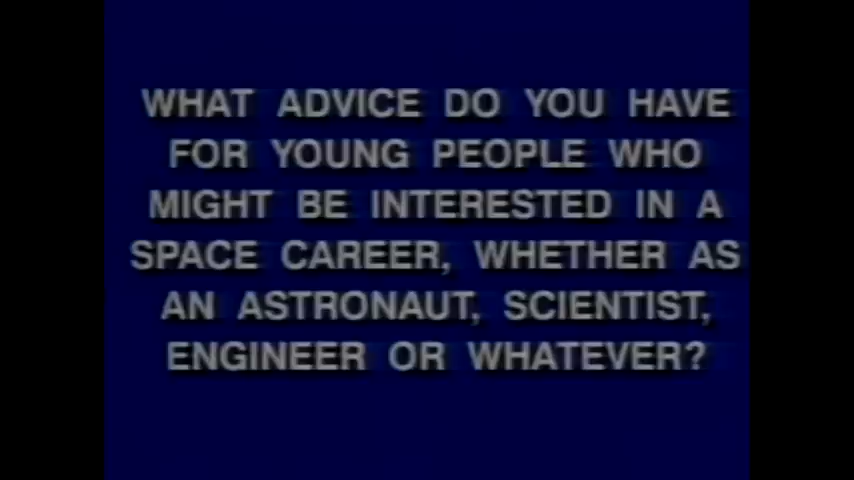 WHAT ADVICE DO YOU HAVE
FOR YOUNG PEOPLE WHO
MIGHT BE INTERESTED IN A
SPACE CAREER, WHETHER AS
AN ASTRONAUT, SCIENTIST,
ENGINEER OR WHATEVER?